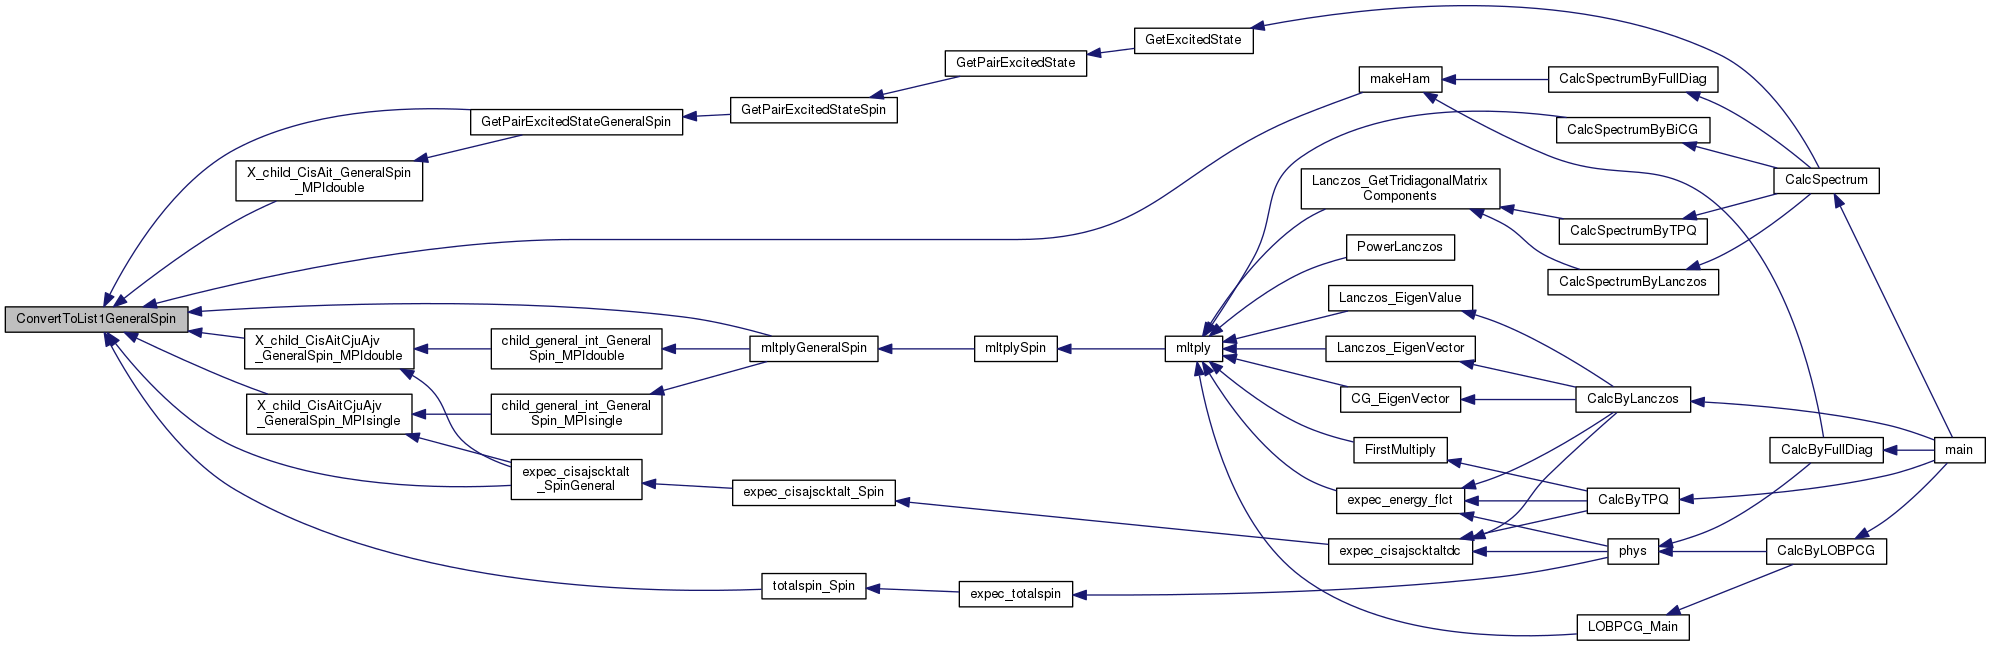 ConvertToList1GeneralSpin
GetPairExcitedStateGeneralSpin
X_child_CisAit_GeneralSpin
_MPIdouble
X_child_CisAitCjuAjv
_GeneralSpin_MPIdouble
X_child_CisAitCjuAjv
_GeneralSpin_MPIsingle
child_general_int_General
Spin_MPIdouble
child_general_int_General
Spin_MPIsingle
expec_cisajscktalt
_SpinGeneral
GetPairExcitedStateSpin
mltplyGeneralSpin
expec_cisajscktalt_Spin
totalspin_Spin
GetPairExcitedState
mltplySpin
expec_totalspin
GetExcitedState
mltply
makeHam
Lanczos_GetTridiagonalMatrix
Components
PowerLanczos
Lanczos_EigenValue
Lanczos_EigenVector
CG_EigenVector
FirstMultiply
expec_energy_flct
expec_cisajscktaltdc
CalcSpectrumByFullDiag
CalcSpectrumByBiCG
CalcSpectrumByTPQ
CalcSpectrumByLanczos
CalcByLanczos
CalcByTPQ
phys
LOBPCG_Main
CalcSpectrum
CalcByFullDiag
CalcByLOBPCG
main